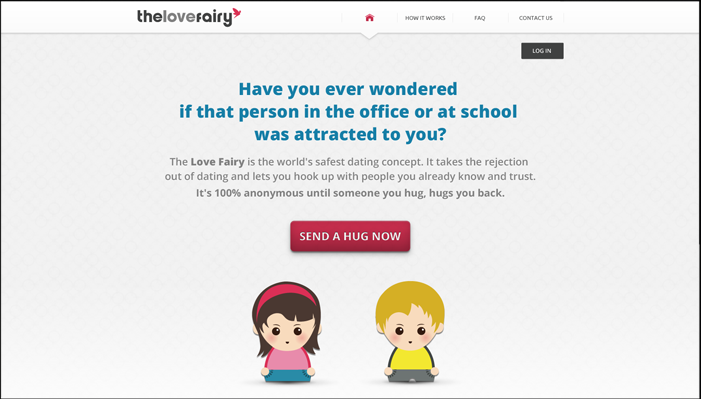 thelovefairy
HOW IT WORKS
FAQ
CONTACT US
LOG IN
Have you ever wondered
if that person in the office or at school
was attracted to you?
The Love Fairy is the world's safest dating concept. It takes the rejection
out of dating and lets you hook up with people you already know and trust.
It's 100% anonymous until someone you hug, hugs you back.
SEND A HUG NOW